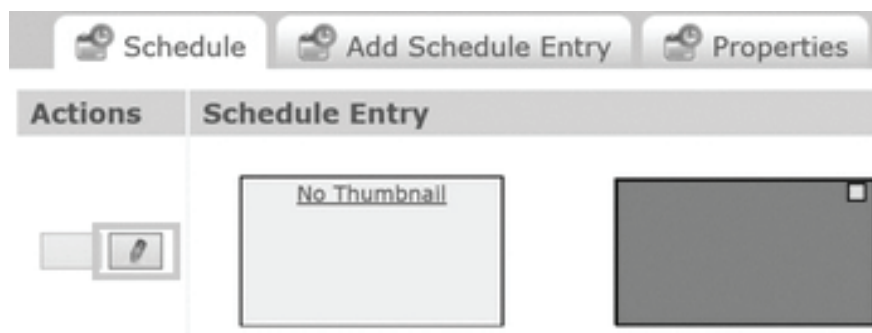 Schedule Add Schedule Entry Properties
Actions Schedule Entry
No Thumbnail